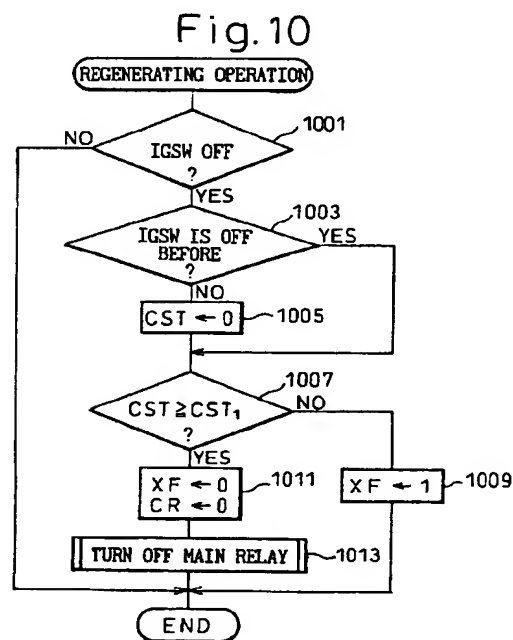 Fig.10
REGENERATING OPERATION
1001
NO
IGSW OFF
?
YES
1003
IGSW IS OFF
BEFORE
?
YES
NO
CST ← 0
1005
1007
CST ≧ CST₁
?
NO
YES
XF ← 0
CR ← 0
1011
XF ← 1
1009
TURN OFF MAIN RELAY
1013
END